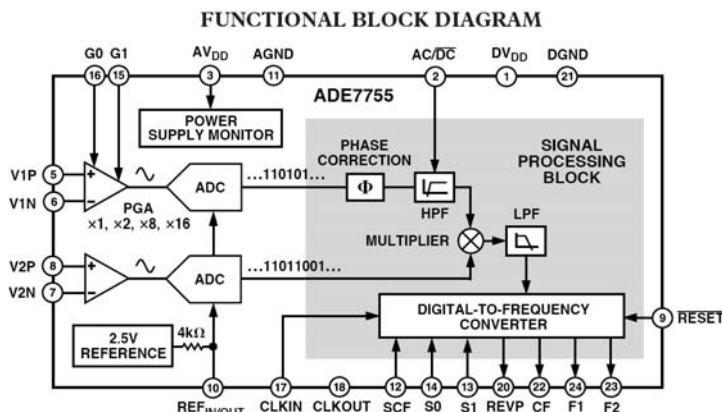 FUNCTIONAL BLOCK DIAGRAM
G0 G1 AVDD AGND AC/DC DVDD DGND
16 15 3 11 2 1 21
ADE7755
POWER
SUPPLY MONITOR
SIGNAL
PROCESSING
BLOCK
PHASE
CORRECTION
V1P 5 +
V1N 6 –
ADC
...110101...
Φ
HPF
LPF
PGA
×1, ×2, ×8, ×16
MULTIPLIER
V2P 8 +
V2N 7 –
ADC
...11011001...
2.5V
REFERENCE
4kΩ
DIGITAL-TO-FREQUENCY
CONVERTER
9 RESET
10 17 18 12 14 13 20 22 24 23
REFIN/OUT CLKIN CLKOUT SCF S0 S1 REVP CF F1 F2